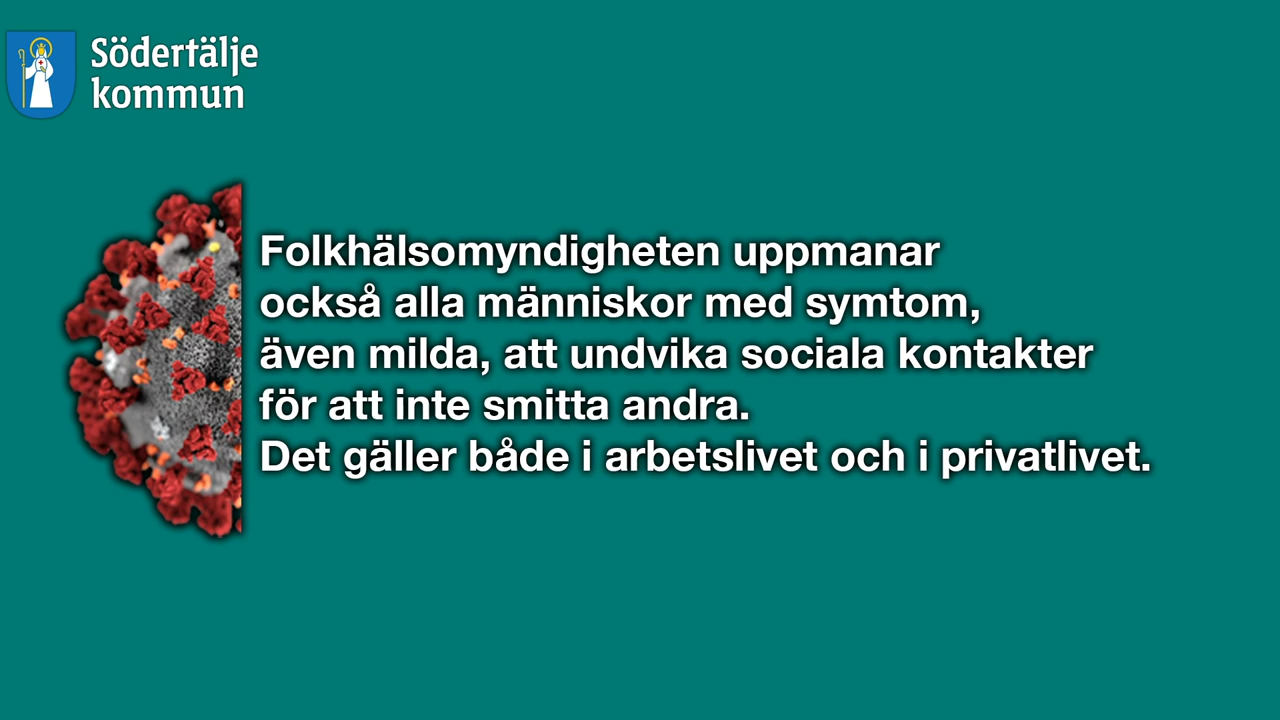 Södertälje
kommun
Folkhälsomyndigheten uppmanar
också alla människor med symtom,
även milda, att undvika sociala kontakter
för att inte smitta andra.
Det gäller både i arbetslivet och i privatlivet.